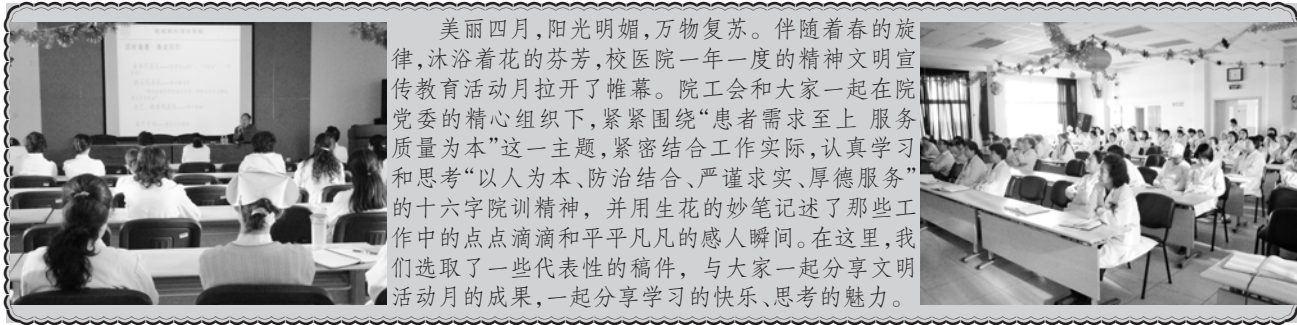 美丽四月,阳光明媚,万物复苏。伴随着春的旋
律,沐浴着花的芬芳,校医院一年一度的精神文明宣
传教育活动月拉开了帷幕。院工会和大家一起在院
党委的精心组织下,紧紧围绕“患者需求至上 服务
质量为本”这一主题,紧密结合工作实际,认真学习
和思考“以人为本、防治结合、严谨求实、厚德服务”
的十六字院训精神，并用生花的妙笔记述了那些工
作中的点点滴滴和平平凡凡的感人瞬间。在这里,我
们选取了一些代表性的稿件，与大家一起分享文明
活动月的成果,一起分享学习的快乐、思考的魅力。